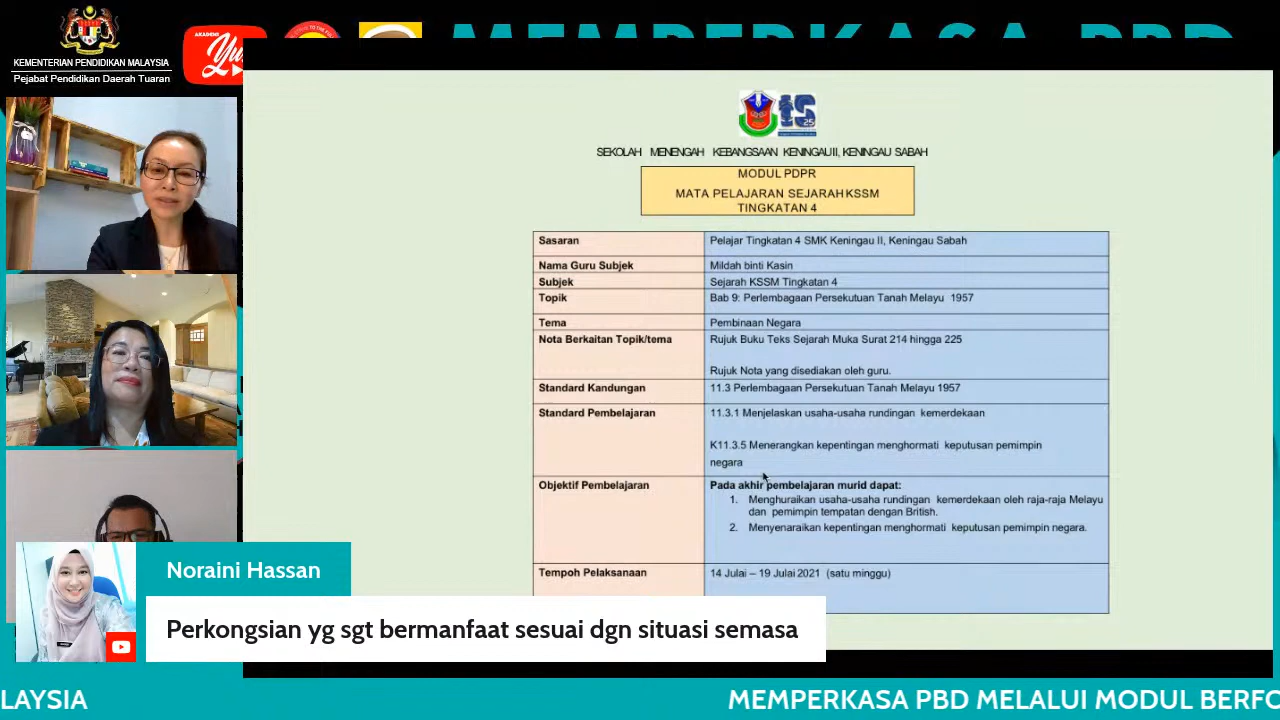 KEMENTERIAN PENDIDIKAN MALAYSIA
Pejabat Pendidikan Daerah Tuaran
AKADEMI
MEMPERKASA PBD
SEKOLAH MENENGAH KEBANGSAAN KENINGAU II, KENINGAU SABAH
MODUL PDPR
MATA PELAJARAN SEJARAH KSSM
TINGKATAN 4
Sasaran
Pelajar Tingkatan 4 SMK Keningau II, Keningau Sabah
Nama Guru Subjek
Mildah binti Kasin
Subjek
Sejarah KSSM Tingkatan 4
Topik
Bab 9: Perlembagaan Persekutuan Tanah Melayu 1957
Tema
Pembinaan Negara
Nota Berkaitan Topik/tema
Rujuk Buku Teks Sejarah Muka Surat 214 hingga 225
Rujuk Nota yang disediakan oleh guru.
Standard Kandungan
11.3 Perlembagaan Persekutuan Tanah Melayu 1957
Standard Pembelajaran
11.3.1 Menjelaskan usaha-usaha rundingan kemerdekaan
K11.3.5 Menerangkan kepentingan menghormati keputusan pemimpin
negara
Objektif Pembelajaran
Pada akhir pembelajaran murid dapat:
1. Menghuraikan usaha-usaha rundingan kemerdekaan oleh raja-raja Melayu
dan pemimpin tempatan dengan British.
2. Menyenaraikan kepentingan menghormati keputusan pemimpin negara.
Tempoh Pelaksanaan
14 Julai – 19 Julai 2021 (satu minggu)
Noraini Hassan
Perkongsian yg sgt bermanfaat sesuai dgn situasi semasa
LAYSIA
MEMPERKASA PBD MELALUI MODUL BERFO